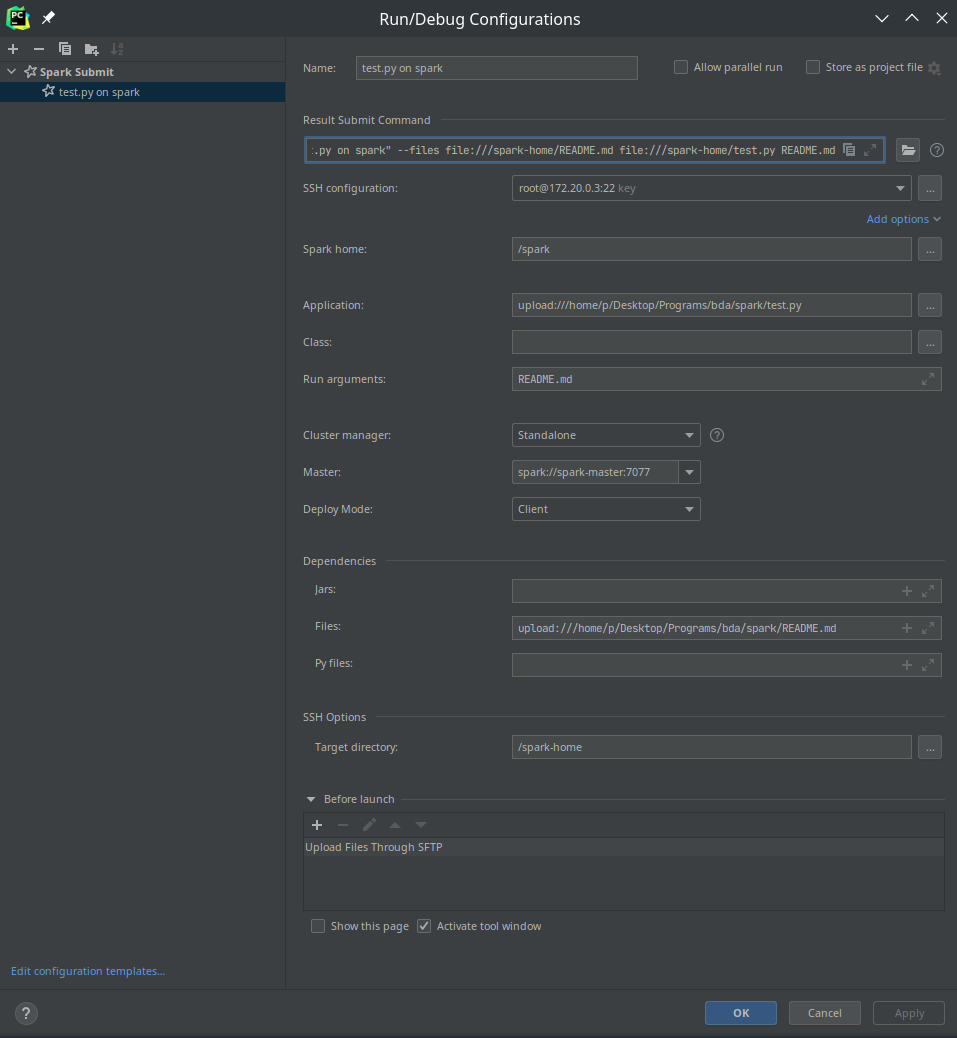 PC
Run/Debug Configurations
Spark Submit
test.py on spark
Name:
test.py on spark
Allow parallel run
Store as project file
Result Submit Command
:.py on spark" --files file:///spark-home/README.md file:///spark-home/test.py README.md
SSH configuration:
root@172.20.0.3:22 key
...
Add options
Spark home:
/spark
...
Application:
upload:///home/p/Desktop/Programs/bda/spark/test.py
...
Class:
...
Run arguments:
README.md
Cluster manager:
Standalone
Master:
spark://spark-master:7077
Deploy Mode:
Client
Dependencies
Jars:
Files:
upload:///home/p/Desktop/Programs/bda/spark/README.md
Py files:
SSH Options
Target directory:
/spark-home
...
Before launch
Upload Files Through SFTP
Show this page
Activate tool window
Edit configuration templates...
?
OK
Cancel
Apply